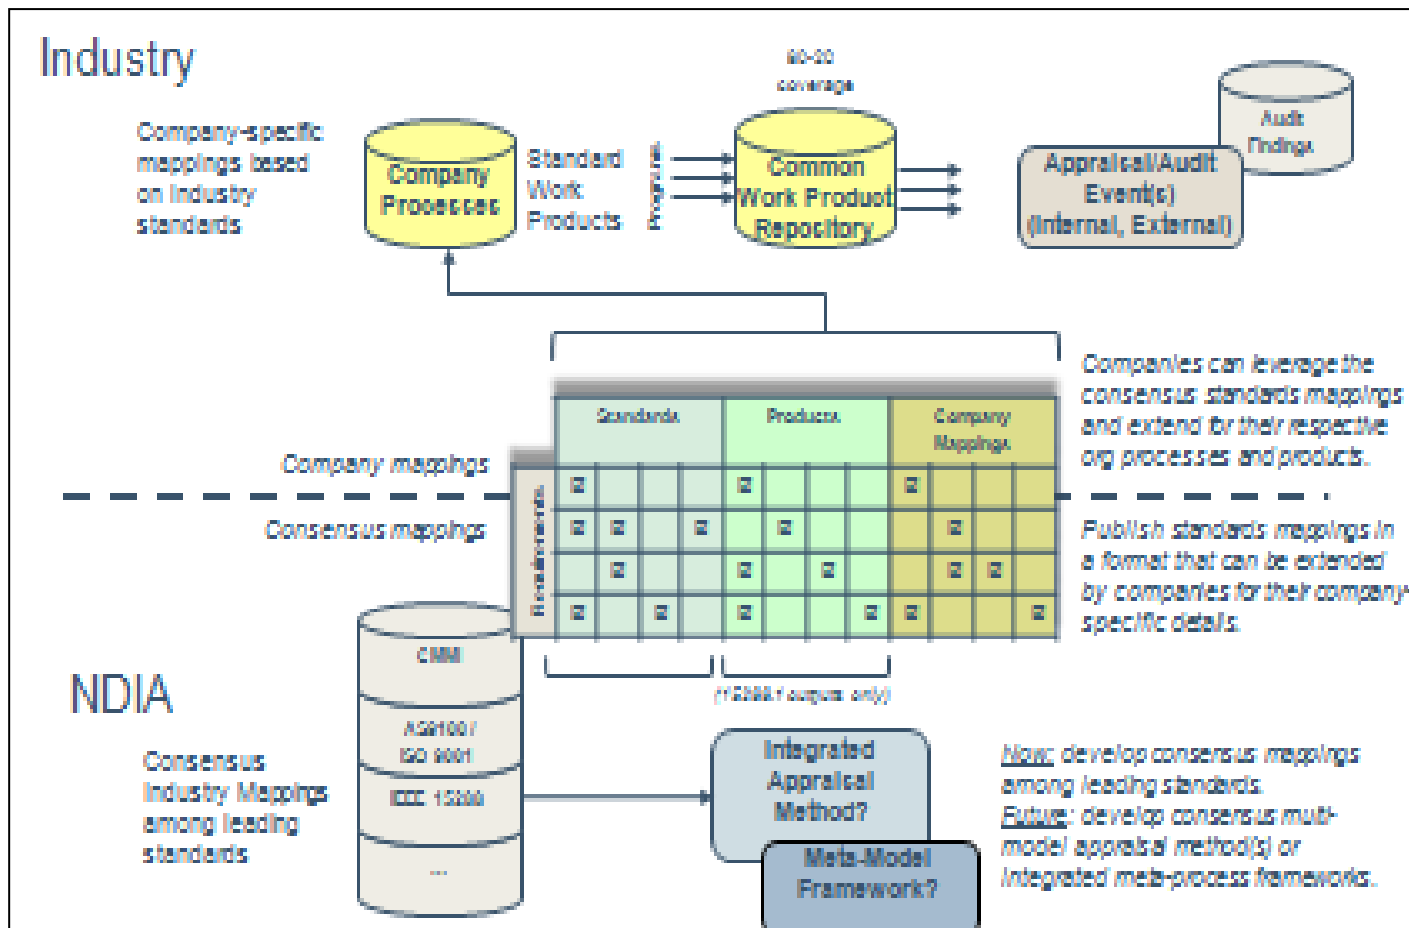 Industry
Company-specific
mappings based
on Industry
standards
Company
Processes
Standard
Work
Products
Programs
80-20
coverage
Common
Work Product
Repository
Appraisal/Audit
Event(s)
(Internal, External)
Audit
Findings
Companies can leverage the
consensus standards mappings
and extend for their respective
org processes and products.
Standards
Products
Company
Mappings
Company mappings
Consensus mappings
Requirements
Publish standards mappings in
a format that can be extended
by companies for their company-
specific details.
NDIA
Consensus
Industry Mappings
among leading
standards
CMMI
AS9100 /
ISO 9001
IEEE 15288
...
outputs only)
Integrated
Appraisal
Method?
Meta-Model
Framework?
Now: develop consensus mappings
among leading standards.
Future: develop consensus multi-
model appraisal method(s) or
Integrated meta-process frameworks.